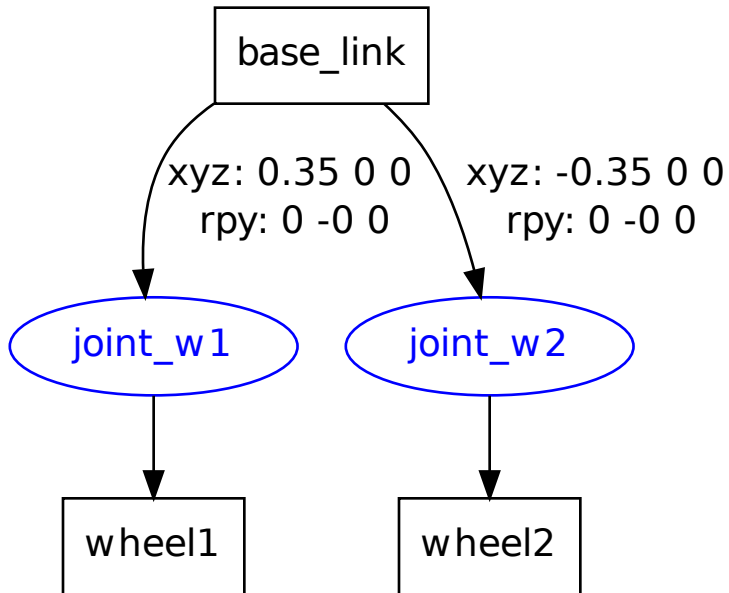 base_link
xyz: 0.35 0 0
rpy: 0 -0 0
xyz: -0.35 0 0
rpy: 0 -0 0
joint_w1
joint_w2
wheel1
wheel2